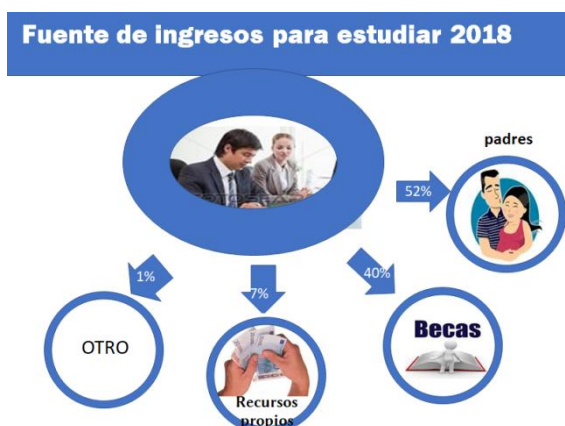 Fuente de ingresos para estudiar 2018
padres
52%
1%
7%
40%
OTRO
Recursos
propios
Becas